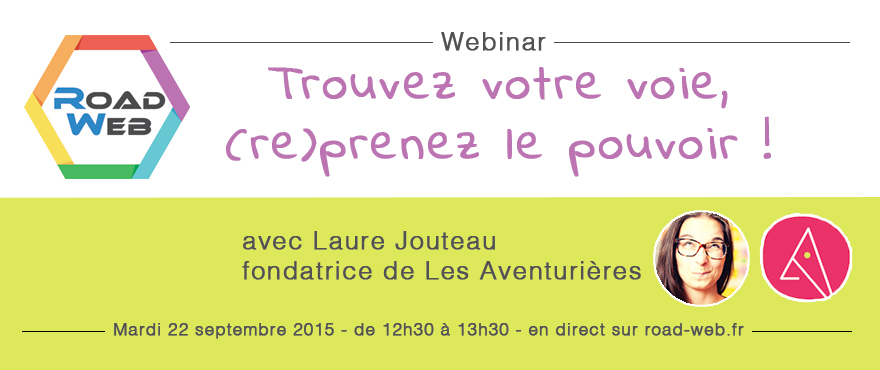 ROAD
WEB
Webinar
Trouvez votre voie,
(re)prenez le pouvoir !
avec Laure Jouteau
fondatrice de Les Aventurières
Mardi 22 septembre 2015 - de 12h30 à 13h30 - en direct sur road-web.fr